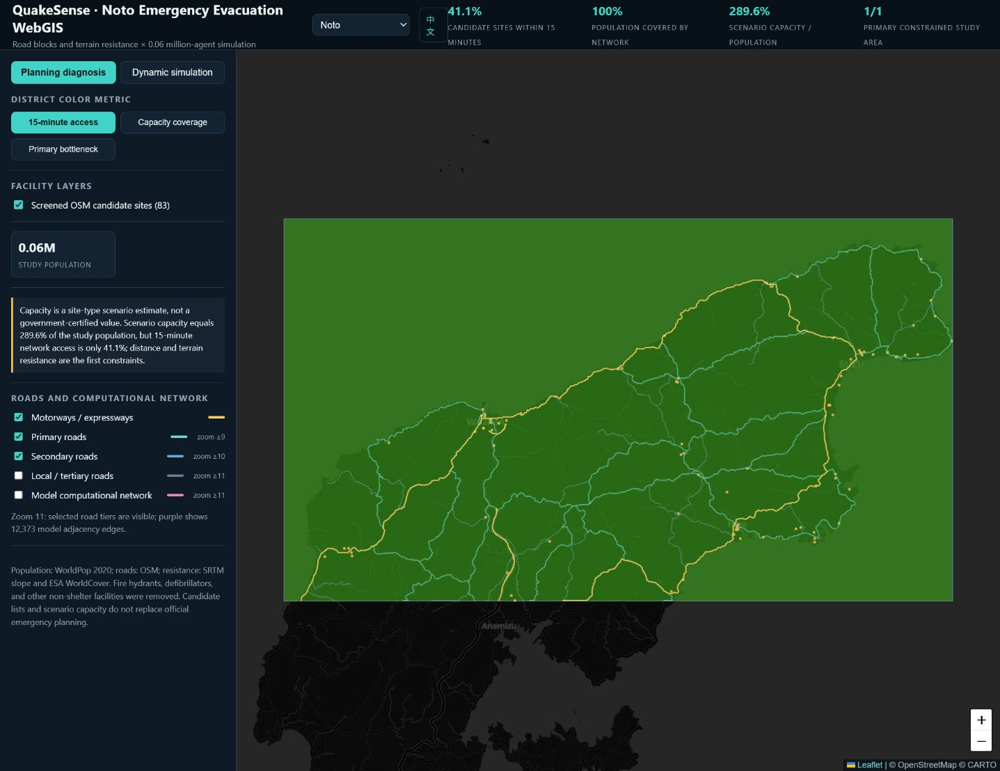 QuakeSense · Noto Emergency Evacuation
WebGIS
Road blocks and terrain resistance × 0.06 million-agent simulation
Noto
中
文
41.1%
CANDIDATE SITES WITHIN 15
MINUTES
100%
POPULATION COVERED BY
NETWORK
289.6%
SCENARIO CAPACITY /
POPULATION
1/1
PRIMARY CONSTRAINED STUDY
AREA
Planning diagnosis
Dynamic simulation
DISTRICT COLOR METRIC
15-minute access
Capacity coverage
Primary bottleneck
FACILITY LAYERS
Screened OSM candidate sites (83)
0.06M
STUDY POPULATION
Capacity is a site-type scenario estimate, not a
government-certified value. Scenario capacity equals
289.6% of the study population, but 15-minute
network access is only 41.1%; distance and terrain
resistance are the first constraints.
ROADS AND COMPUTATIONAL NETWORK
Motorways / expressways
Primary roads zoom ≥9
Secondary roads zoom ≥10
Local / tertiary roads zoom ≥11
Model computational network zoom ≥11
Zoom 11: selected road tiers are visible; purple shows
12,373 model adjacency edges.
Population: WorldPop 2020; roads: OSM; resistance: SRTM
slope and ESA WorldCover. Fire hydrants, defibrillators,
and other non-shelter facilities were removed. Candidate
lists and scenario capacity do not replace official
emergency planning.
SUZU
Anamizu
+
−
Leaflet | © OpenStreetMap © CARTO